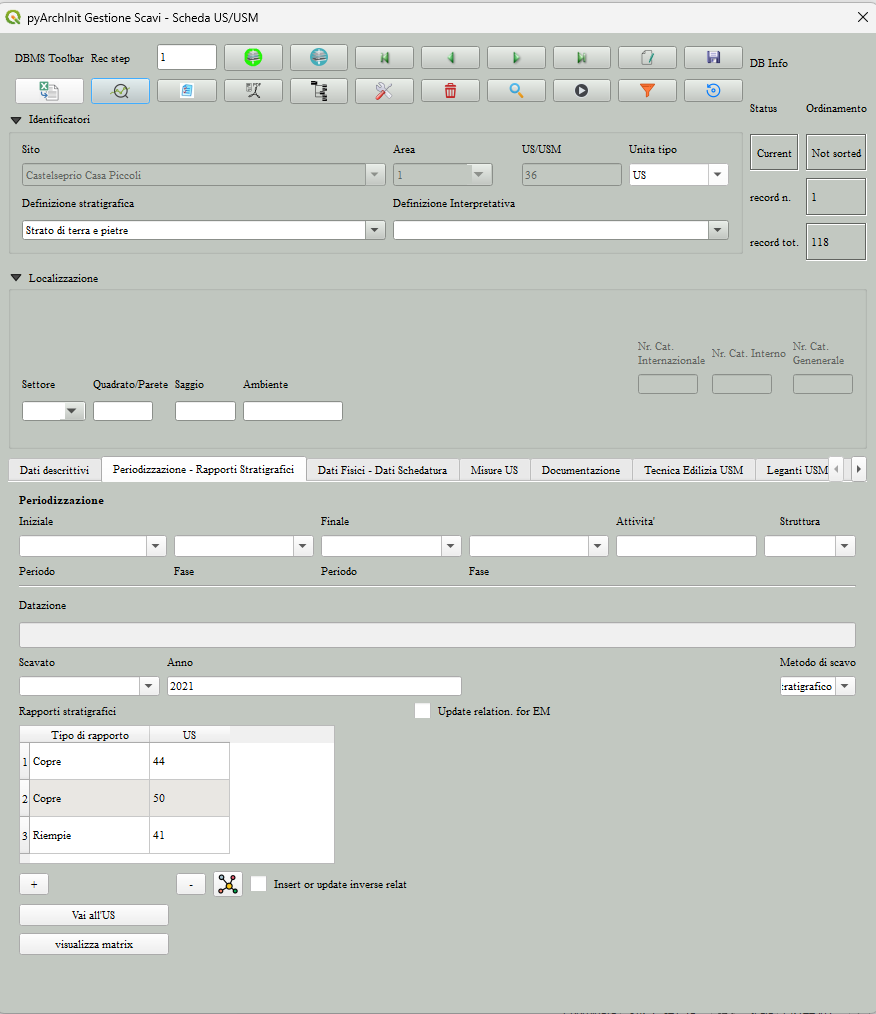 pyArchInit Gestione Scavi - Scheda US/USM
DBMS Toolbar Rec step 1
DB Info
Status Ordinamento
Identificatori
Sito Area US/USM Unita tipo
Current Not sorted
Castelseprio Casa Piccoli 1 36 US
record n. 1
Definizione stratigrafica Definizione Interpretativa
Strato di terra e pietre
record tot. 118
Localizzazione
Nr. Cat. Internazionale Nr. Cat. Interno Nr. Cat. Genenerale
Settore Quadrato/Parete Saggio Ambiente
Dati descrittivi Periodizzazione - Rapporti Stratigrafici Dati Fisici - Dati Schedatura Misure US Documentazione Tecnica Edilizia USM Leganti USM
Periodizzazione
Iniziale Finale Attivita' Struttura
Periodo Fase Periodo Fase
Datazione
Scavato Anno Metodo di scavo
2021 :ratigrafico
Rapporti stratigrafici Update relation. for EM
Tipo di rapporto US
1 Copre 44
2 Copre 50
3 Riempie 41
+ - Insert or update inverse relat
Vai all'US
visualizza matrix